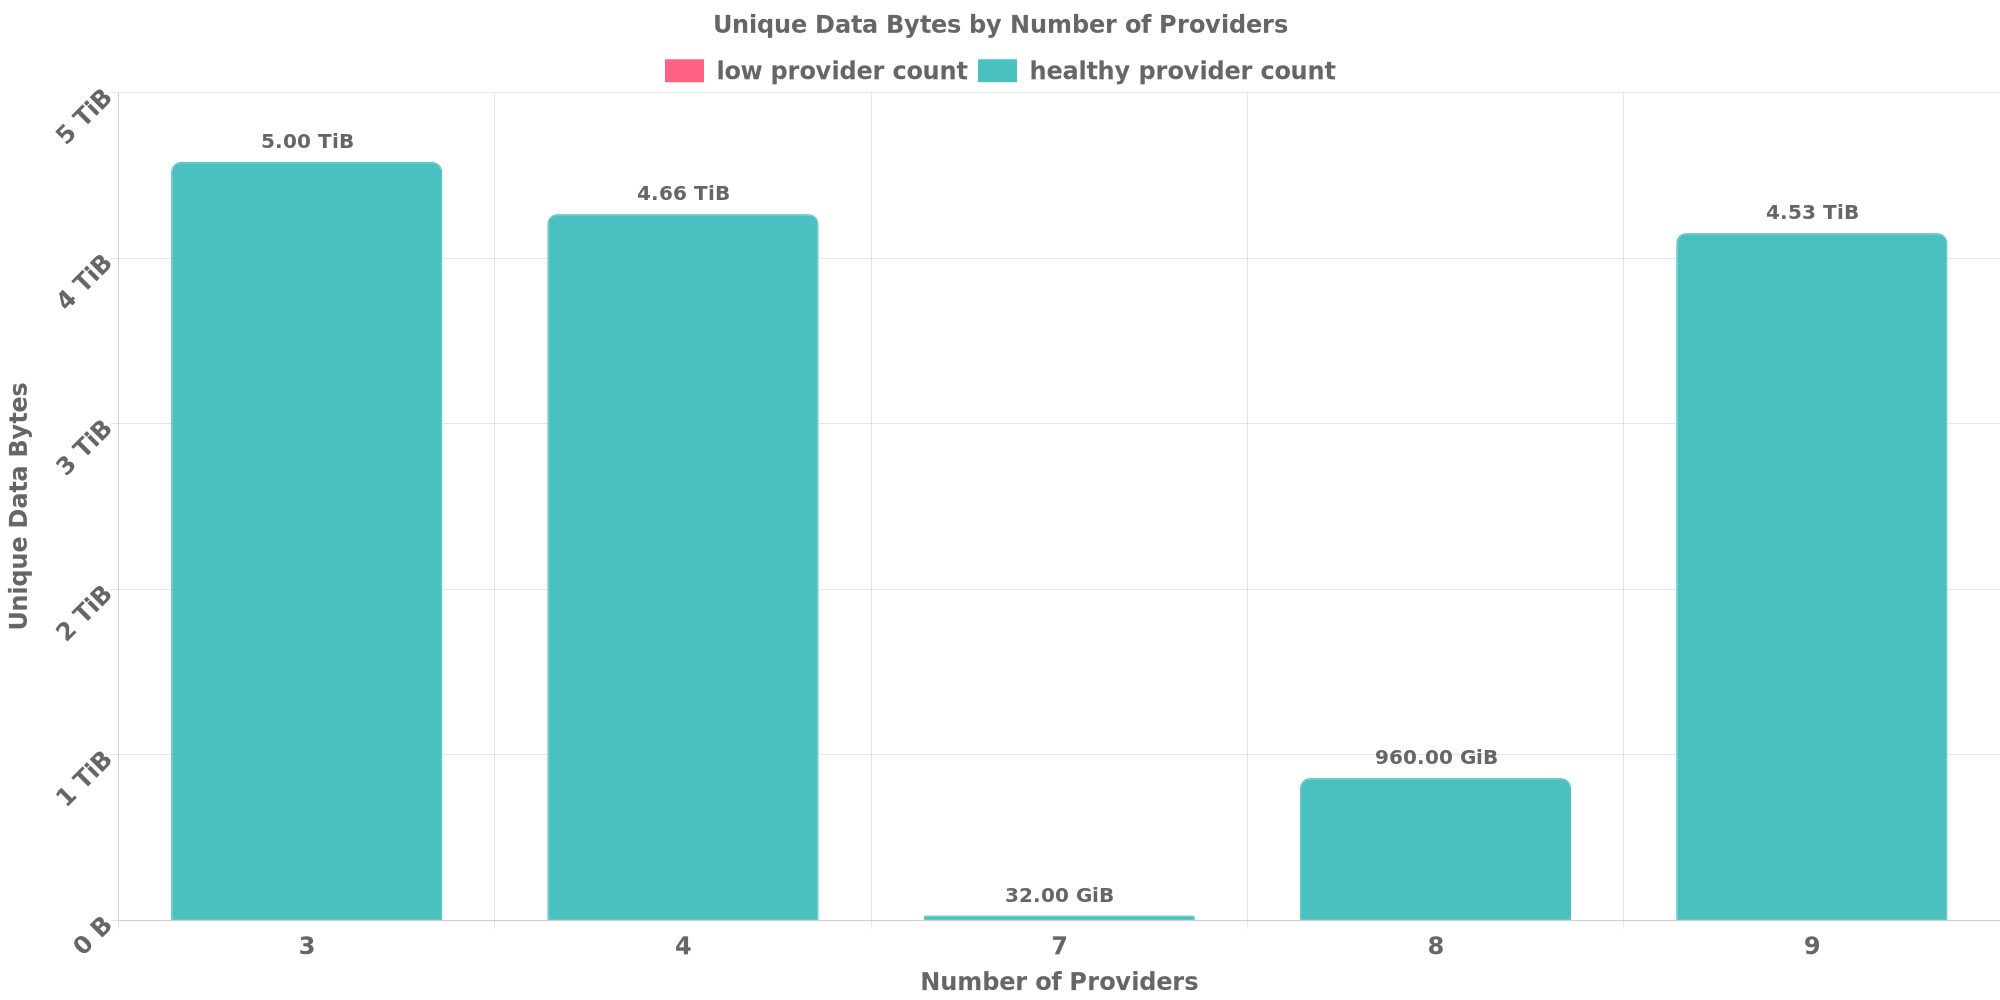 Unique Data Bytes by Number of Providers
low provider count healthy provider count
5 TiB
4 TiB
3 TiB
2 TiB
1 TiB
0 B
Unique Data Bytes
5.00 TiB
4.66 TiB
32.00 GiB
960.00 GiB
4.53 TiB
3 4 7 8 9
Number of Providers